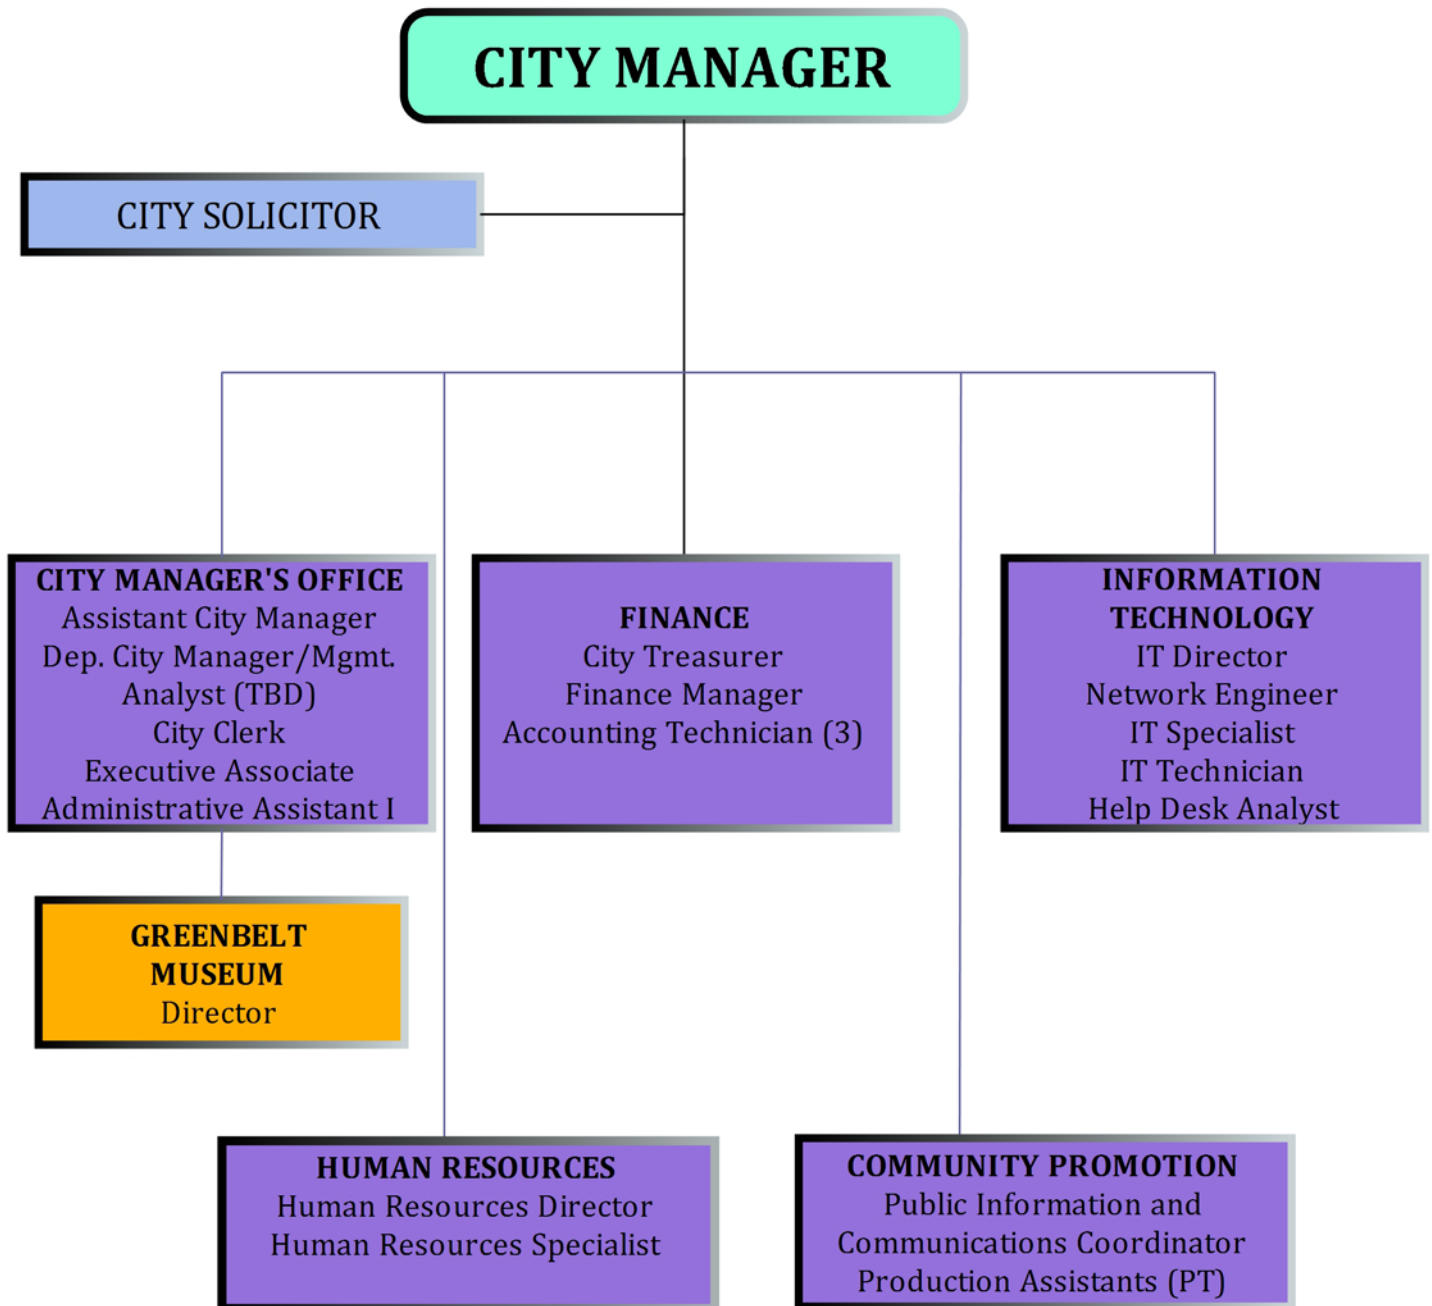 CITY MANAGER
CITY SOLICITOR
CITY MANAGER'S OFFICE
Assistant City Manager
Dep. City Manager/Mgmt.
Analyst (TBD)
City Clerk
Executive Associate
Administrative Assistant I
FINANCE
City Treasurer
Finance Manager
Accounting Technician (3)
INFORMATION
TECHNOLOGY
IT Director
Network Engineer
IT Specialist
IT Technician
Help Desk Analyst
GREENBELT
MUSEUM
Director
HUMAN RESOURCES
Human Resources Director
Human Resources Specialist
COMMUNITY PROMOTION
Public Information and
Communications Coordinator
Production Assistants (PT)